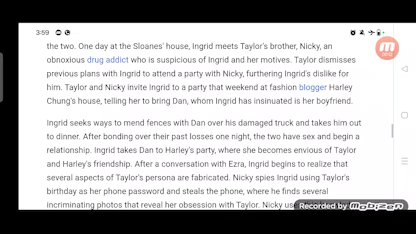 3:59
the two. One day at the Sloanes' house, Ingrid meets Taylor's brother, Nicky, an
obnoxious drug addict who is suspicious of Ingrid and her motives. Taylor dismisses
previous plans with Ingrid to attend a party with Nicky, furthering Ingrid's dislike for
him. Taylor and Nicky invite Ingrid to a party that weekend at fashion blogger Harley
Chung's house, telling her to bring Dan, whom Ingrid has insinuated is her boyfriend.
Ingrid seeks ways to mend fences with Dan over his damaged truck and takes him out
to dinner. After bonding over their past losses one night, the two have sex and begin a
relationship. Ingrid takes Dan to Harley's party, where she becomes envious of Taylor
and Harley's friendship. After a conversation with Ezra, Ingrid begins to realize that
several aspects of Taylor's persona are fabricated. Nicky spies Ingrid using Taylor's
birthday as her phone password and steals the phone, where he finds several
incriminating photos that reveal her obsession with Taylor. Nicky use
Recorded by Mobizen